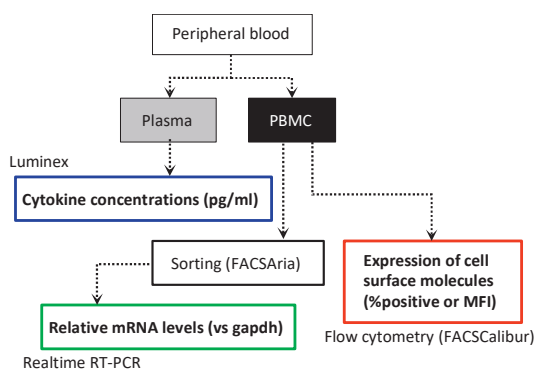 Peripheral blood
Plasma
PBMC
Luminex
Cytokine concentrations (pg/ml)
Sorting (FACSAria)
Expression of cell
surface molecules
(%positive or MFI)
Relative mRNA levels (vs gapdh)
Flow cytometry (FACSCalibur)
Realtime RT-PCR